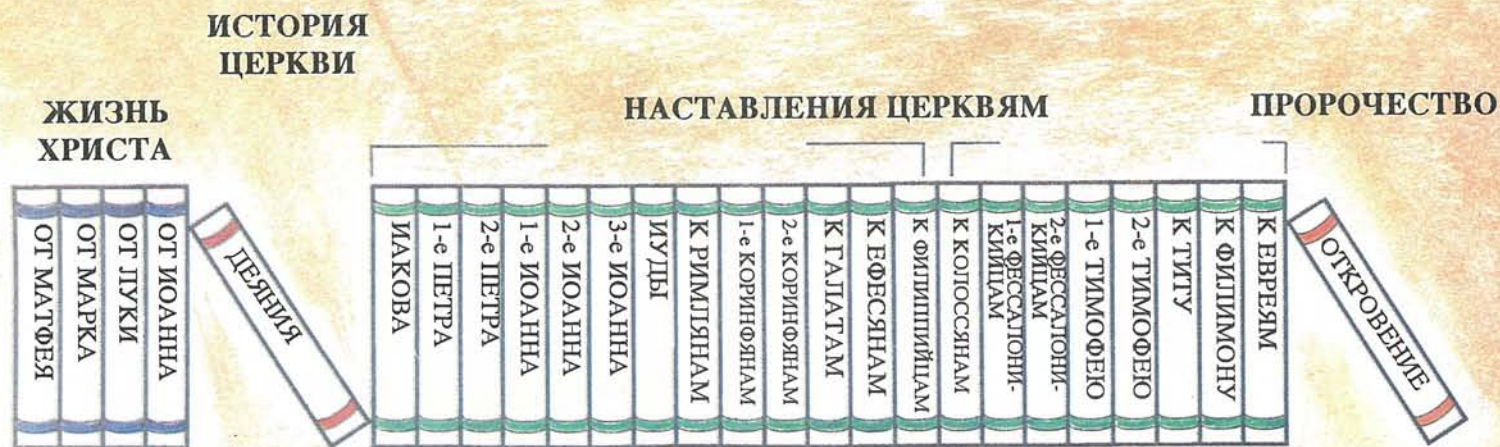 ИСТОРИЯ
ЦЕРКВИ
ЖИЗНЬ
ХРИСТА
НАСТАВЛЕНИЯ ЦЕРКВЯМ
ПРОРОЧЕСТВО
ОТ МАТФЕЯ
ОТ МАРКА
ОТ ЛУКИ
ОТ ИОАННА
ДЕЯНИЯ
ИАКОВА
1-е ПЕТРА
2-е ПЕТРА
1-е ИОАННА
2-е ИОАННА
3-е ИОАННА
ИУДЫ
К РИМЛЯНАМ
1-е КОРИНФЯНАМ
2-е КОРИНФЯНАМ
К ГАЛАТАМ
К ЕФЕСЯНАМ
К ФИЛИППИЙЦАМ
К КОЛОССЯНАМ
1-е ФЕССАЛОНИ-
КИЙЦАМ
2-е ФЕССАЛОНИ-
КИЙЦАМ
1-е ТИМОФЕЮ
2-е ТИМОФЕЮ
К ТИТУ
К ФИЛИМОНУ
К ЕВРЕЯМ
ОТКРОВЕНИЕ